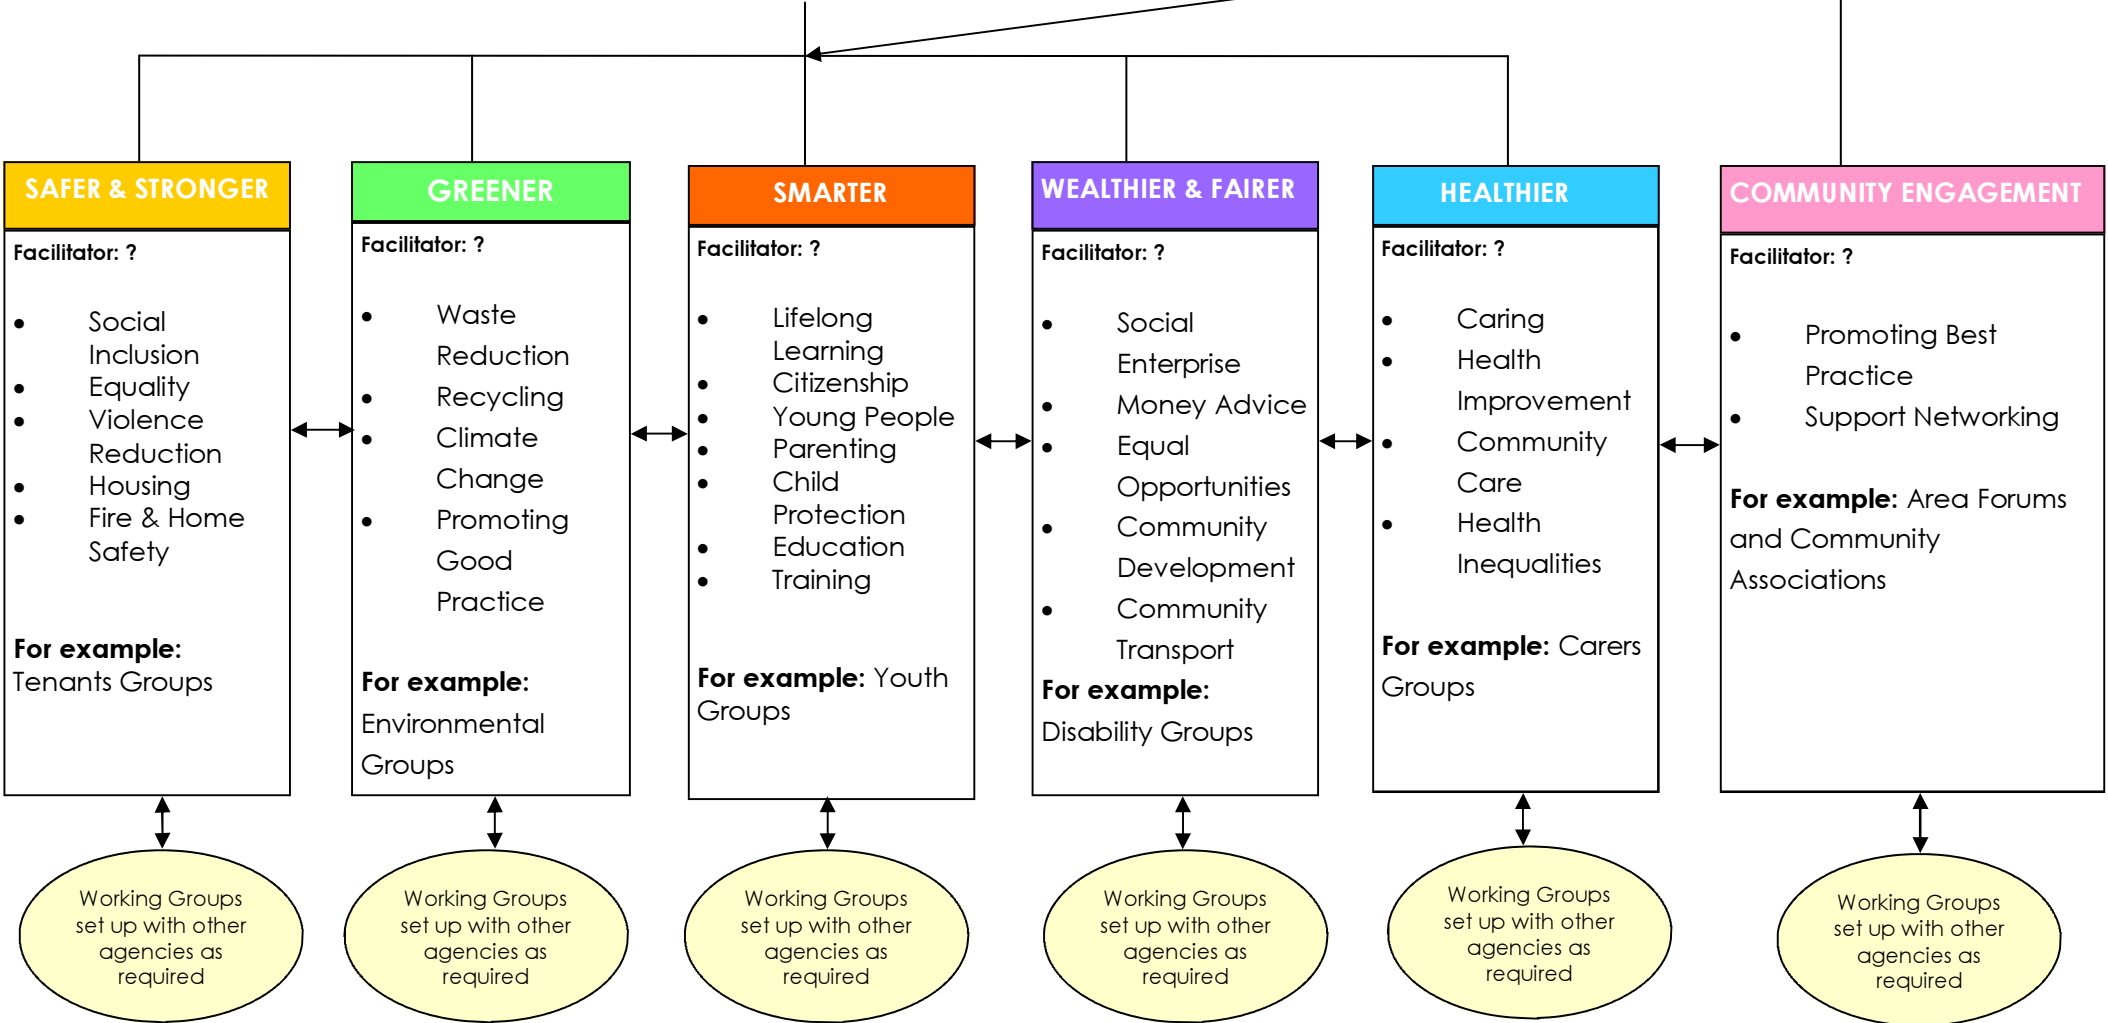 SAFER & STRONGER
Facilitator: ?
• Social
Inclusion
• Equality
• Violence
Reduction
• Housing
• Fire & Home
Safety
For example:
Tenants Groups
Working Groups
set up with other
agencies as
required
GREENER
Facilitator: ?
• Waste
Reduction
• Recycling
• Climate
Change
• Promoting
Good
Practice
For example:
Environmental
Groups
Working Groups
set up with other
agencies as
required
SMARTER
Facilitator: ?
• Lifelong
Learning
• Citizenship
• Young People
• Parenting
• Child
Protection
• Education
• Training
For example: Youth
Groups
Working Groups
set up with other
agencies as
required
WEALTHIER & FAIRER
Facilitator: ?
• Social
Enterprise
• Money Advice
• Equal
Opportunities
• Community
Development
• Community
Transport
For example:
Disability Groups
Working Groups
set up with other
agencies as
required
HEALTHIER
Facilitator: ?
• Caring
• Health
Improvement
• Community
Care
• Health
Inequalities
For example: Carers
Groups
Working Groups
set up with other
agencies as
required
COMMUNITY ENGAGEMENT
Facilitator: ?
• Promoting Best
Practice
• Support Networking
For example: Area Forums
and Community
Associations
Working Groups
set up with other
agencies as
required